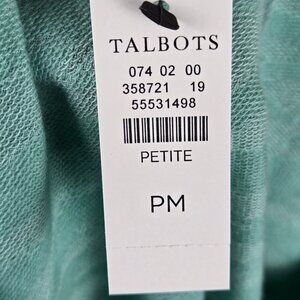 TALBOTS
074 02 00
358721 19
55531498
PETITE
PM